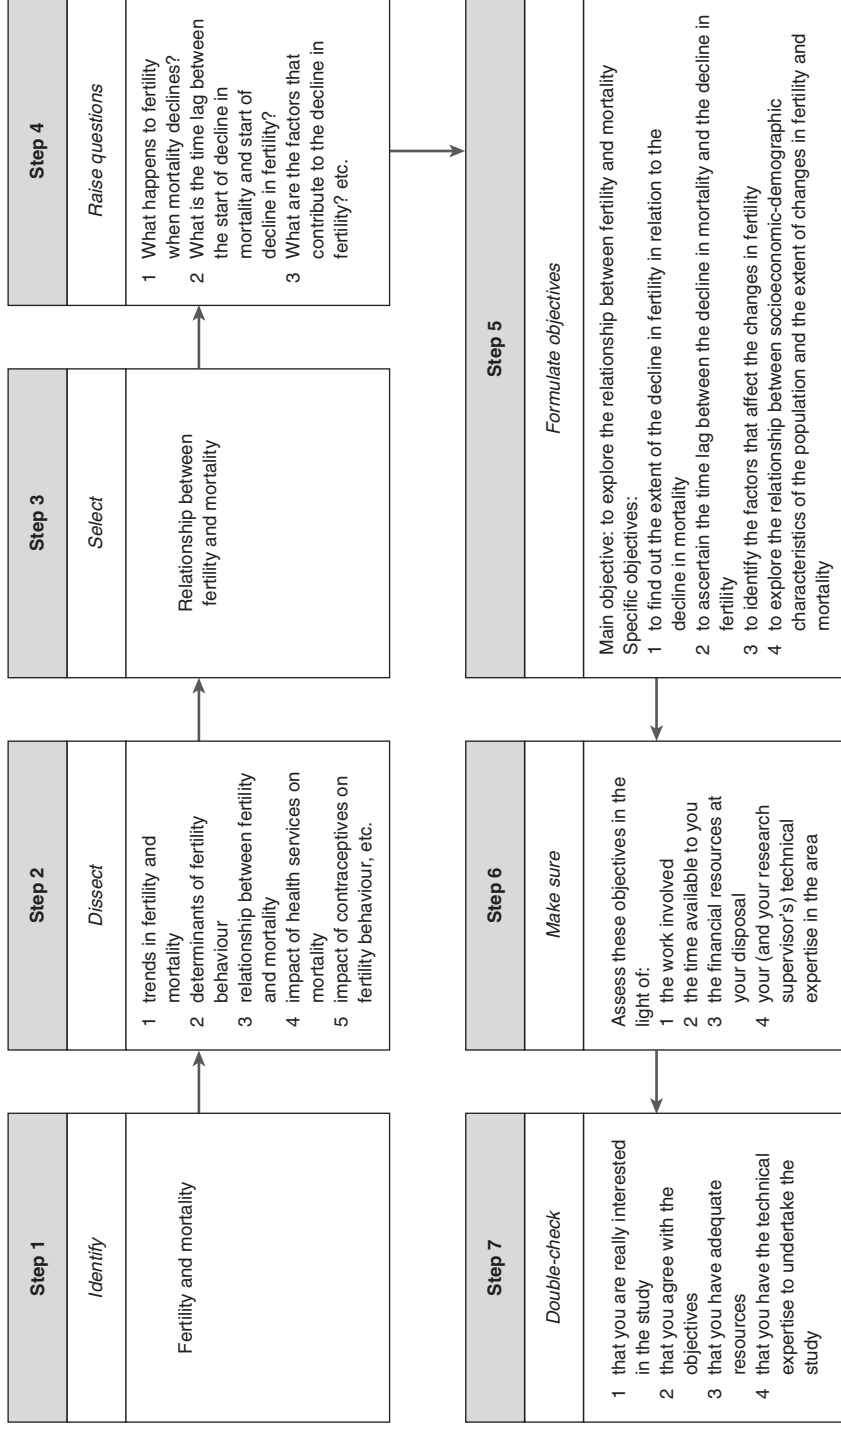 Step 1
Identify
Fertility and mortality
Step 2
Dissect
1 trends in fertility and
mortality
2 determinants of fertility
behaviour
3 relationship between fertility
and mortality
4 impact of health services on
mortality
5 impact of contraceptives on
fertility behaviour, etc.
Step 3
Select
Relationship between
fertility and mortality
Step 4
Raise questions
1 What happens to fertility
when mortality declines?
2 What is the time lag between
the start of decline in
mortality and start of
decline in fertility?
3 What are the factors that
contribute to the decline in
fertility? etc.
Step 5
Formulate objectives
Main objective: to explore the relationship between fertility and mortality
Specific objectives:
1 to find out the extent of the decline in fertility in relation to the
decline in mortality
2 to ascertain the time lag between the decline in mortality and the decline in
fertility
3 to identify the factors that affect the changes in fertility
4 to explore the relationship between socioeconomic-demographic
characteristics of the population and the extent of changes in fertility and
mortality
Step 6
Make sure
Assess these objectives in the
light of:
1 the work involved
2 the time available to you
3 the financial resources at
your disposal
4 your (and your research
supervisor's) technical
expertise in the area
Step 7
Double-check
1 that you are really interested
in the study
2 that you agree with the
objectives
3 that you have adequate
resources
4 that you have the technical
expertise to undertake the
study